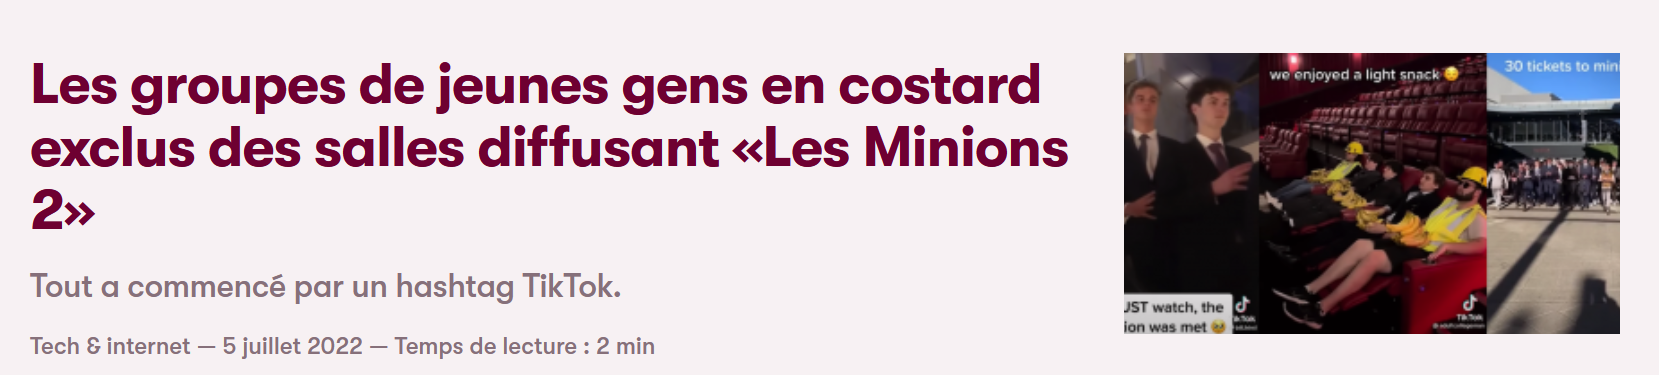 Les groupes de jeunes gens en costard
exclus des salles diffusant «Les Minions
2»
Tout a commencé par un hashtag TikTok.
Tech & internet — 5 juillet 2022 — Temps de lecture : 2 min
we enjoyed a light snack 😔
30 tickets to min
UST watch, the
ion was met 🥹
TikTok